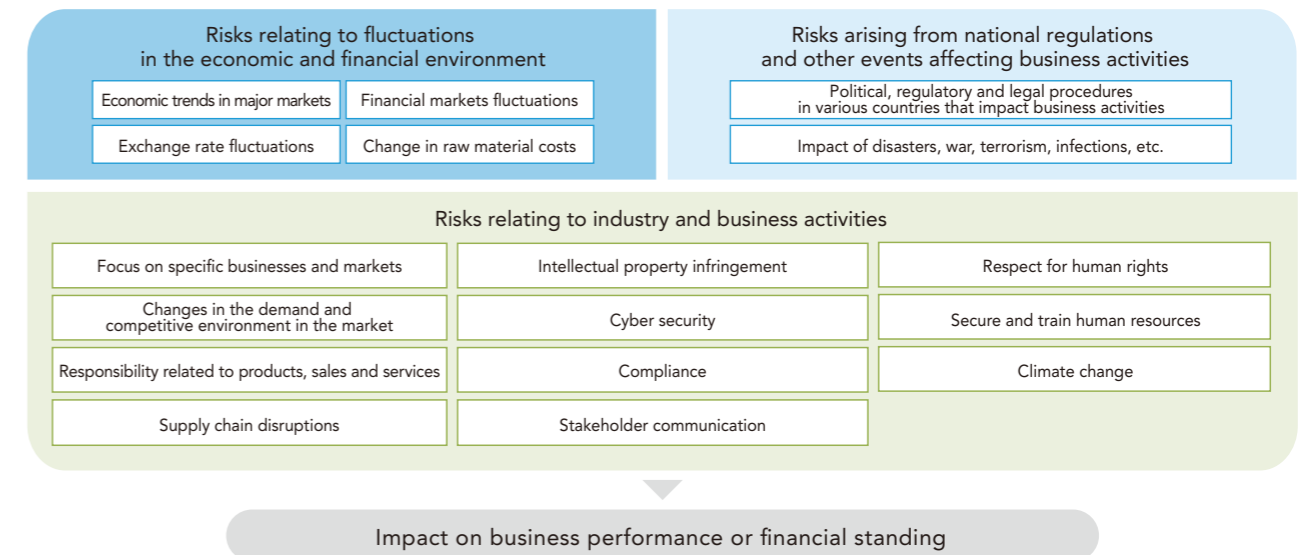 Risks relating to fluctuations
in the economic and financial environment
Economic trends in major markets
Financial markets fluctuations
Exchange rate fluctuations
Change in raw material costs
Risks arising from national regulations
and other events affecting business activities
Political, regulatory and legal procedures
in various countries that impact business activities
Impact of disasters, war, terrorism, infections, etc.
Risks relating to industry and business activities
Focus on specific businesses and markets
Intellectual property infringement
Respect for human rights
Changes in the demand and
competitive environment in the market
Cyber security
Secure and train human resources
Responsibility related to products, sales and services
Compliance
Climate change
Supply chain disruptions
Stakeholder communication
Impact on business performance or financial standing